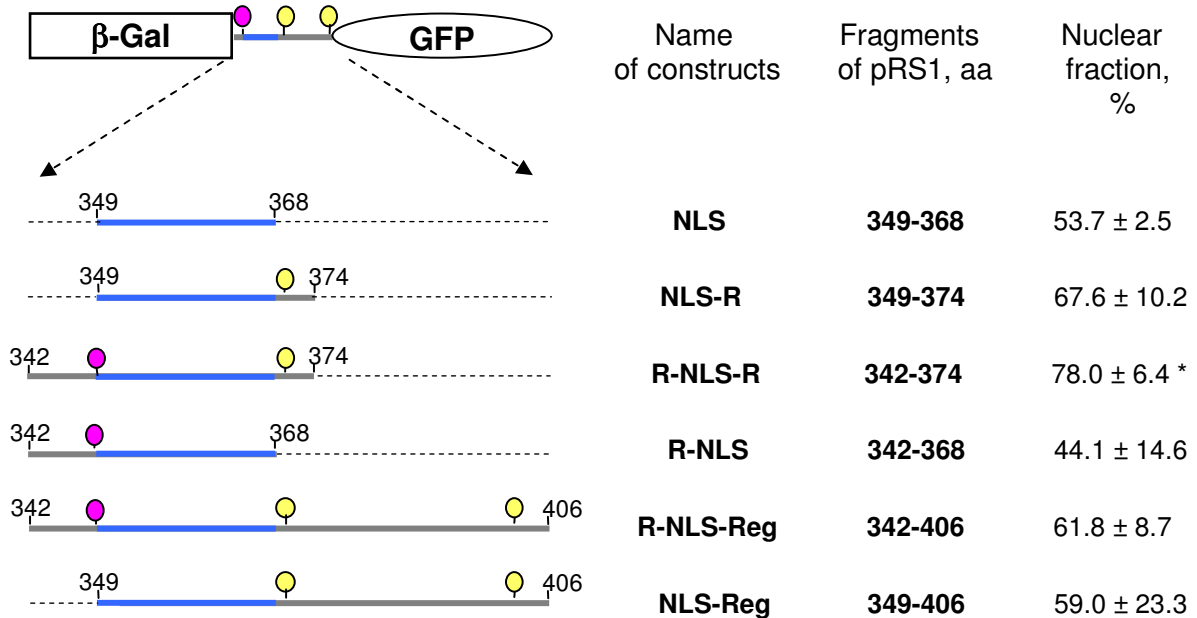 β-Gal GFP
Name of constructs Fragments of pRS1, aa Nuclear fraction, %
349 368 NLS 349-368 53.7 ± 2.5
349 374 NLS-R 349-374 67.6 ± 10.2
342 374 R-NLS-R 342-374 78.0 ± 6.4 *
342 368 R-NLS 342-368 44.1 ± 14.6
342 406 R-NLS-Reg 342-406 61.8 ± 8.7
349 406 NLS-Reg 349-406 59.0 ± 23.3